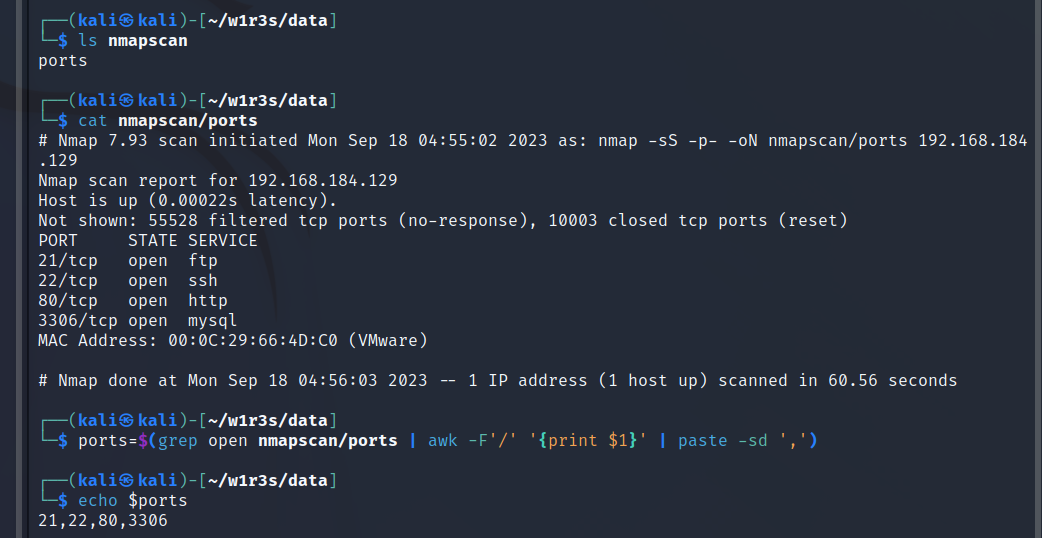 ┌──(kali㉿kali)-[~/w1r3s/data]
└─$ ls nmapscan
ports
┌──(kali㉿kali)-[~/w1r3s/data]
└─$ cat nmapscan/ports
# Nmap 7.93 scan initiated Mon Sep 18 04:55:02 2023 as: nmap -sS -p- -oN nmapscan/ports 192.168.184
.129
Nmap scan report for 192.168.184.129
Host is up (0.00022s latency).
Not shown: 55528 filtered tcp ports (no-response), 10003 closed tcp ports (reset)
PORT     STATE SERVICE
21/tcp   open  ftp
22/tcp   open  ssh
80/tcp   open  http
3306/tcp open  mysql
MAC Address: 00:0C:29:66:4D:C0 (VMware)
# Nmap done at Mon Sep 18 04:56:03 2023 -- 1 IP address (1 host up) scanned in 60.56 seconds
┌──(kali㉿kali)-[~/w1r3s/data]
└─$ ports=$(grep open nmapscan/ports | awk -F'/' '{print $1}' | paste -sd ',')
┌──(kali㉿kali)-[~/w1r3s/data]
└─$ echo $ports
21,22,80,3306